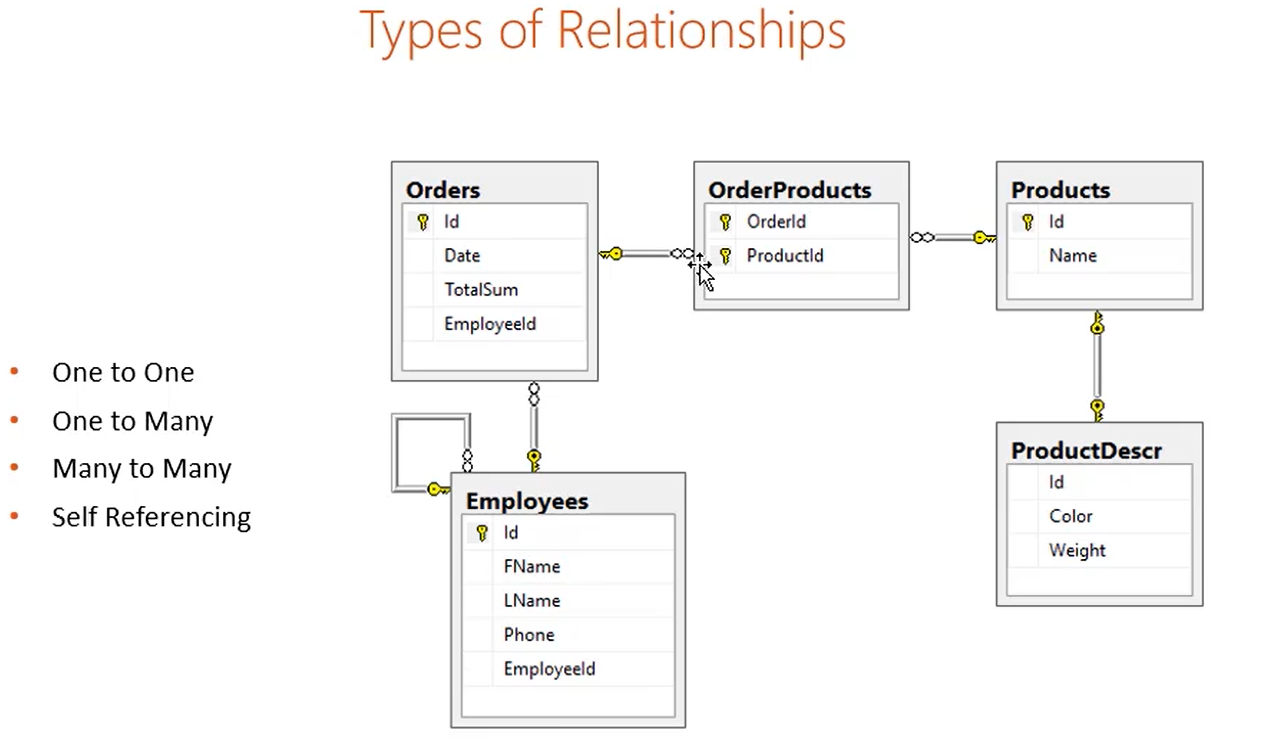 Types of Relationships
Orders
Id
Date
TotalSum
EmployeeId
OrderProducts
OrderId
ProductId
Products
Id
Name
• One to One
• One to Many
• Many to Many
• Self Referencing
Employees
Id
FName
LName
Phone
EmployeeId
ProductDescr
Id
Color
Weight